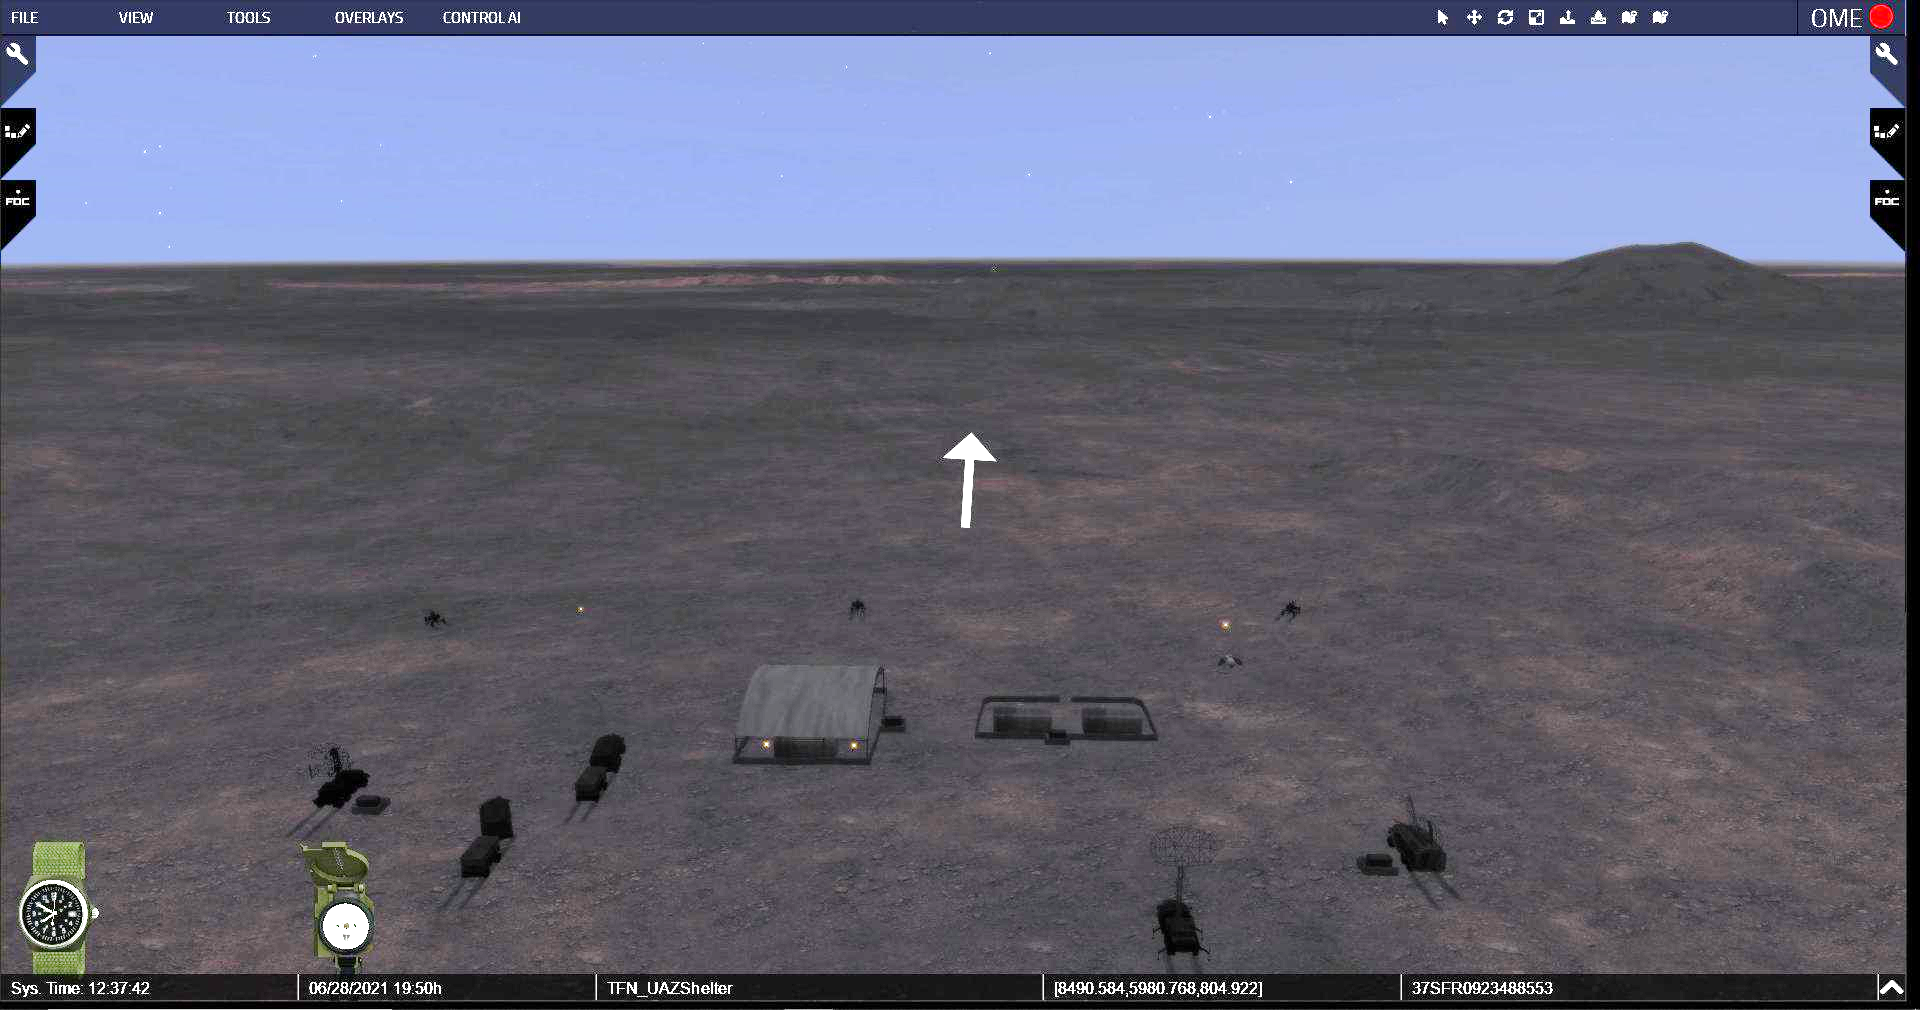 FILE VIEW TOOLS OVERLAYS CONTROL AI OME
FDC FDC
Sys. Time: 12:37:42 06/28/2021 19:50h TFN_UAZShelter [8490.584,5980.768,804.922] 37SFR0923488553